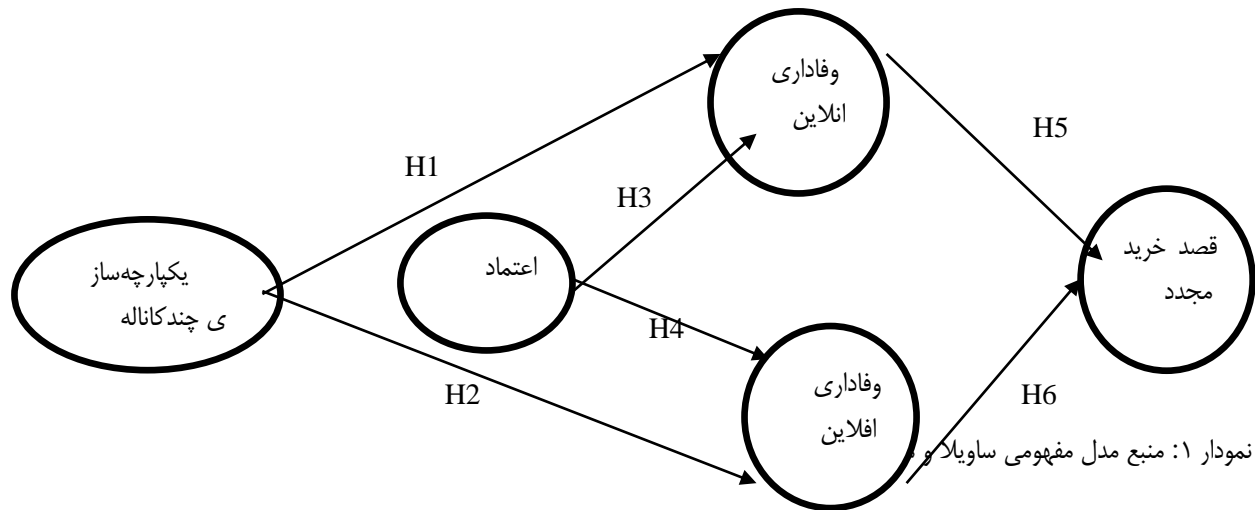 وفاداری
انلاین
H5
H1
H3
قصد خرید
مجدد
اعتماد
یکپارچه‌ساز
ی چندکاناله
H4
وفاداری
افلاین
H2
H6
نمودار ۱: منبع مدل مفهومی ساویلا و